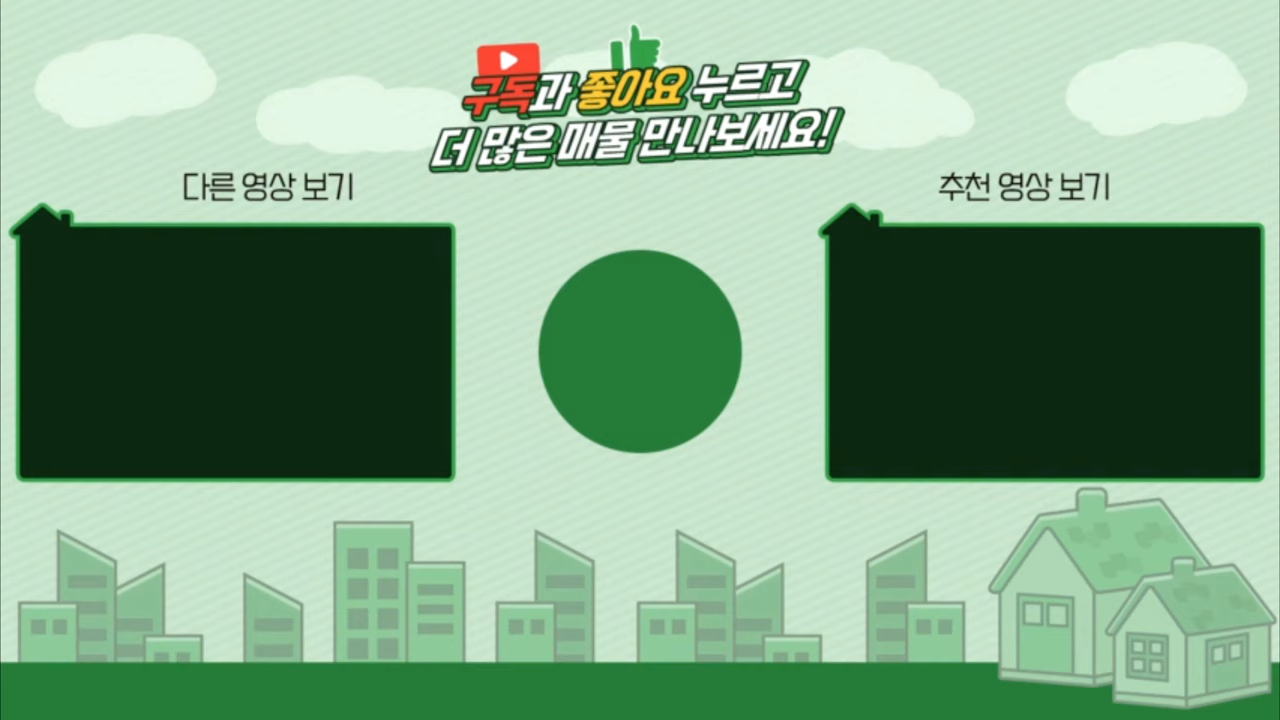 구독과 좋아요 누르고
더 많은 매물 만나보세요!
다른 영상 보기
추천 영상 보기